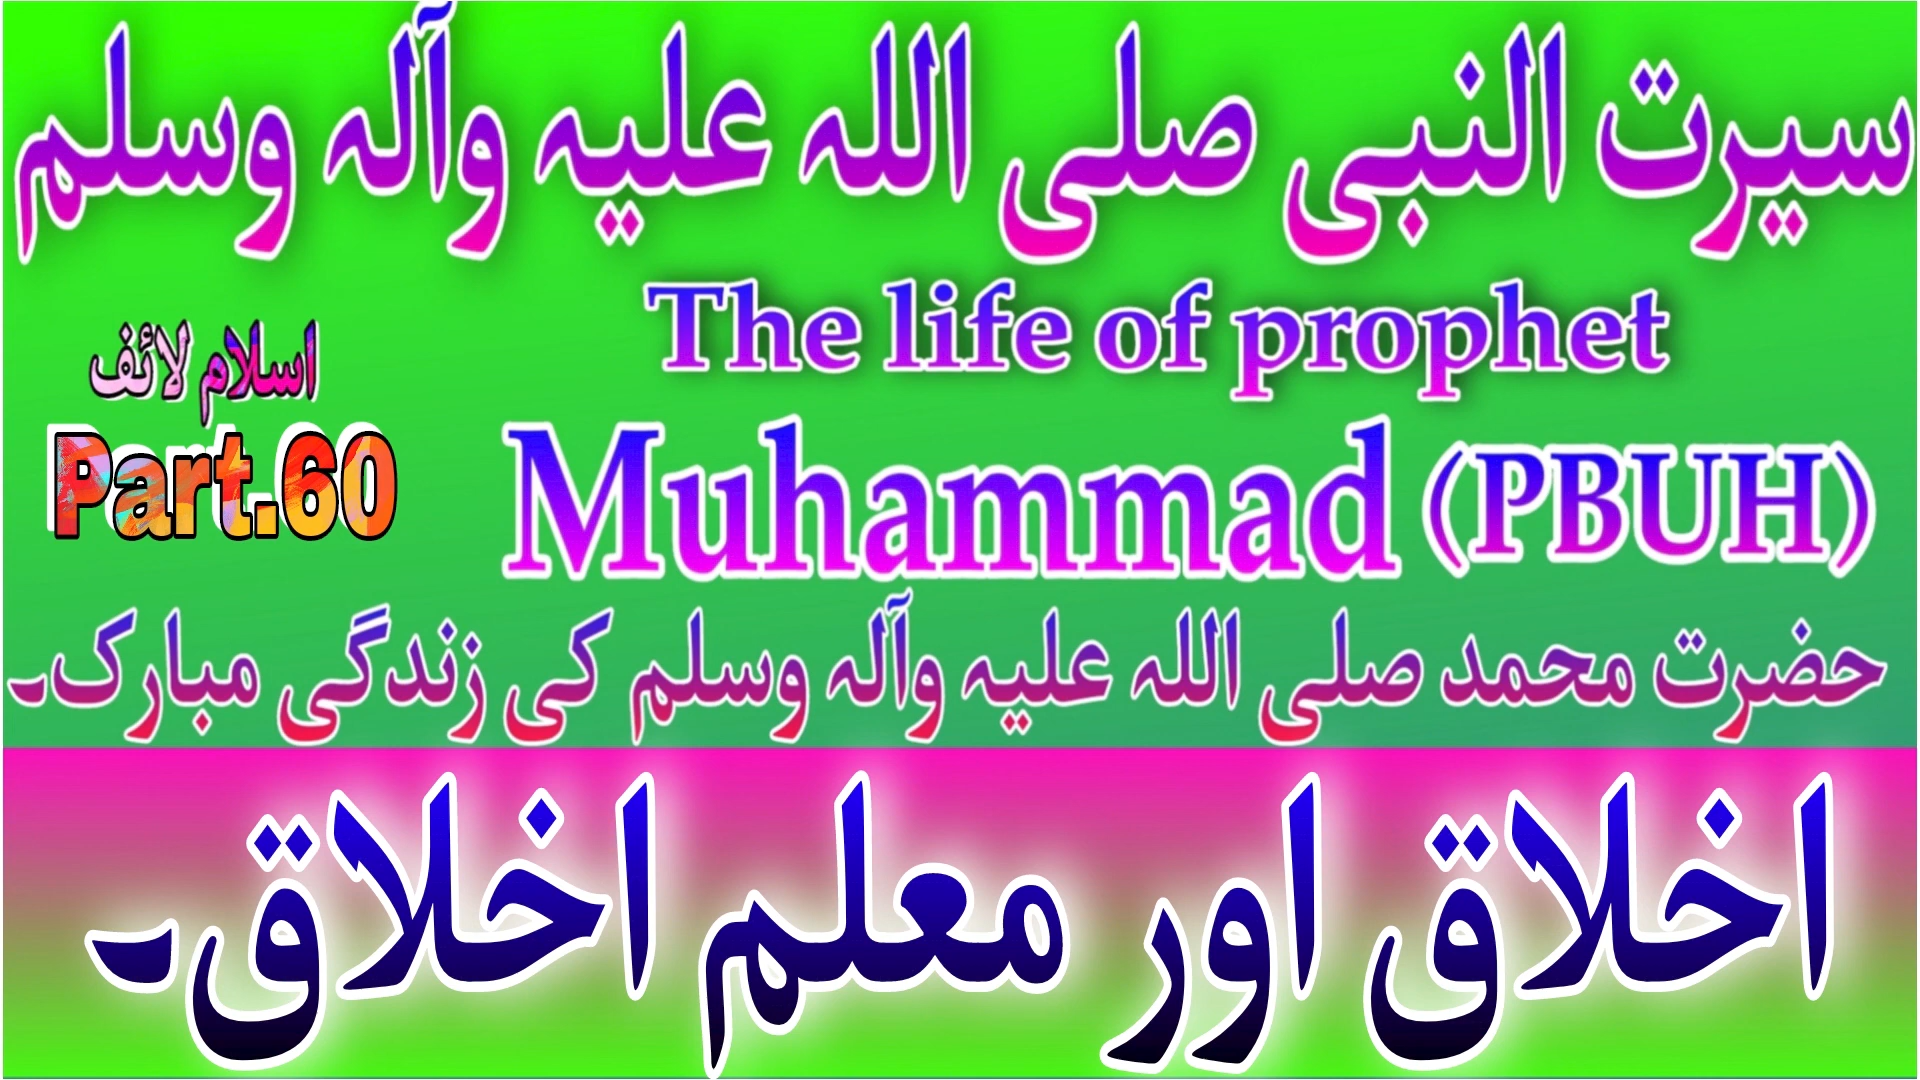 سیرت النبی صلی اللہ علیہ وآلہ وسلم
The life of prophet
اسلام لائف
Part.60
Muhammad (PBUH)
حضرت محمد صلی اللہ علیہ وآلہ وسلم کی زندگی مبارک۔
اخلاق اور معلم اخلاق۔